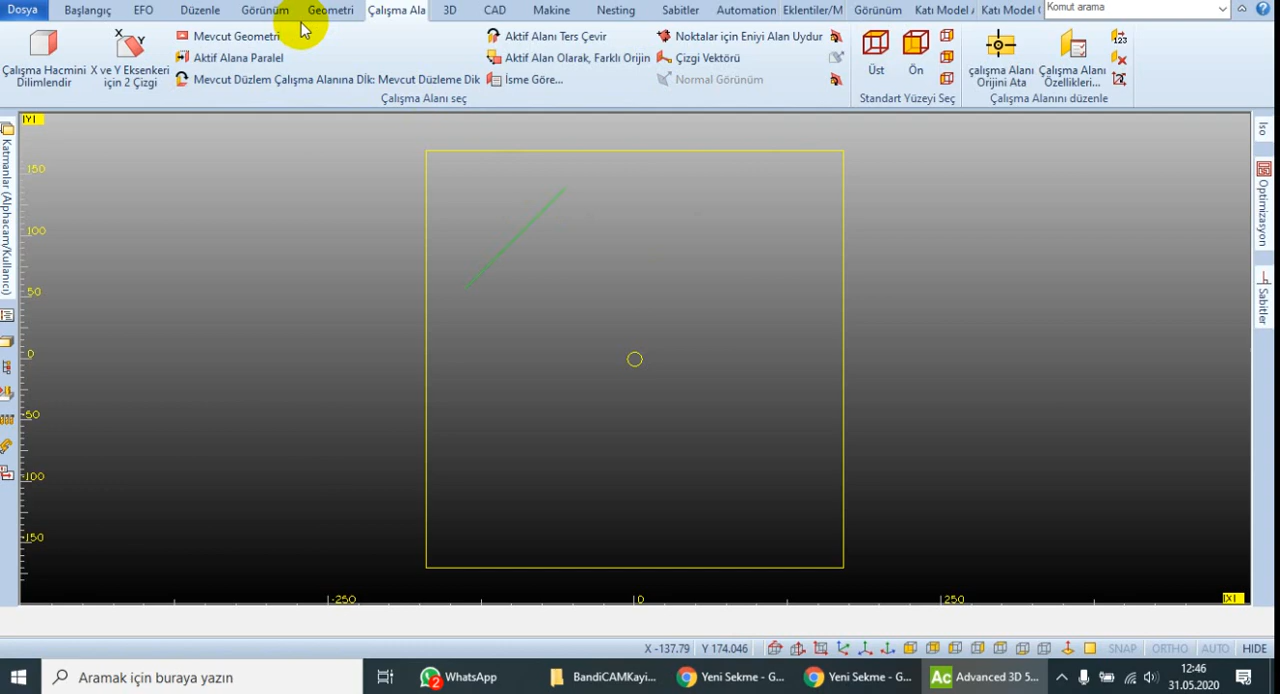 Dosya Başlangıç EFO Düzenle Görünüm Geometri Çalışma Ala 3D CAD Makine Nesting Sabitler Automation Eklentiler/M Görünüm Katı Model A Katı Model Komut arama
Mevcut Geometri
Aktif Alanı Ters Çevir
Noktalar için Eniyi Alan Uydur
Aktif Alana Paralel
Aktif Alan Olarak, Farklı Orijin
Çizgi Vektörü
Mevcut Düzlem Çalışma Alanına Dik: Mevcut Düzleme Dik
İsme Göre...
Normal Görünüm
Çalışma Hacmini Dilimlendir
X ve Y Eksenleri için 2 Çizgi
Üst
Ön
çalışma Alanı Orijini Ata
Çalışma Alanı Özellikleri...
123
Çalışma Alanı seç
Standart Yüzeyi Seç
Çalışma Alanını düzenle
|Y|
150
100
50
0
-50
-100
-150
-250
0
250
|X|
Katmanlar (Alphacam/Kullanıcı)
Iso
Optimizasyon
Sabitler
X -137.79 Y 174.046 SNAP ORTHO AUTO HIDE
Aramak için buraya yazın
2
WhatsApp
BandiCAMKayi...
Yeni Sekme - G...
Yeni Sekme - G...
Ac
Advanced 3D 5...
12:46
31.05.2020